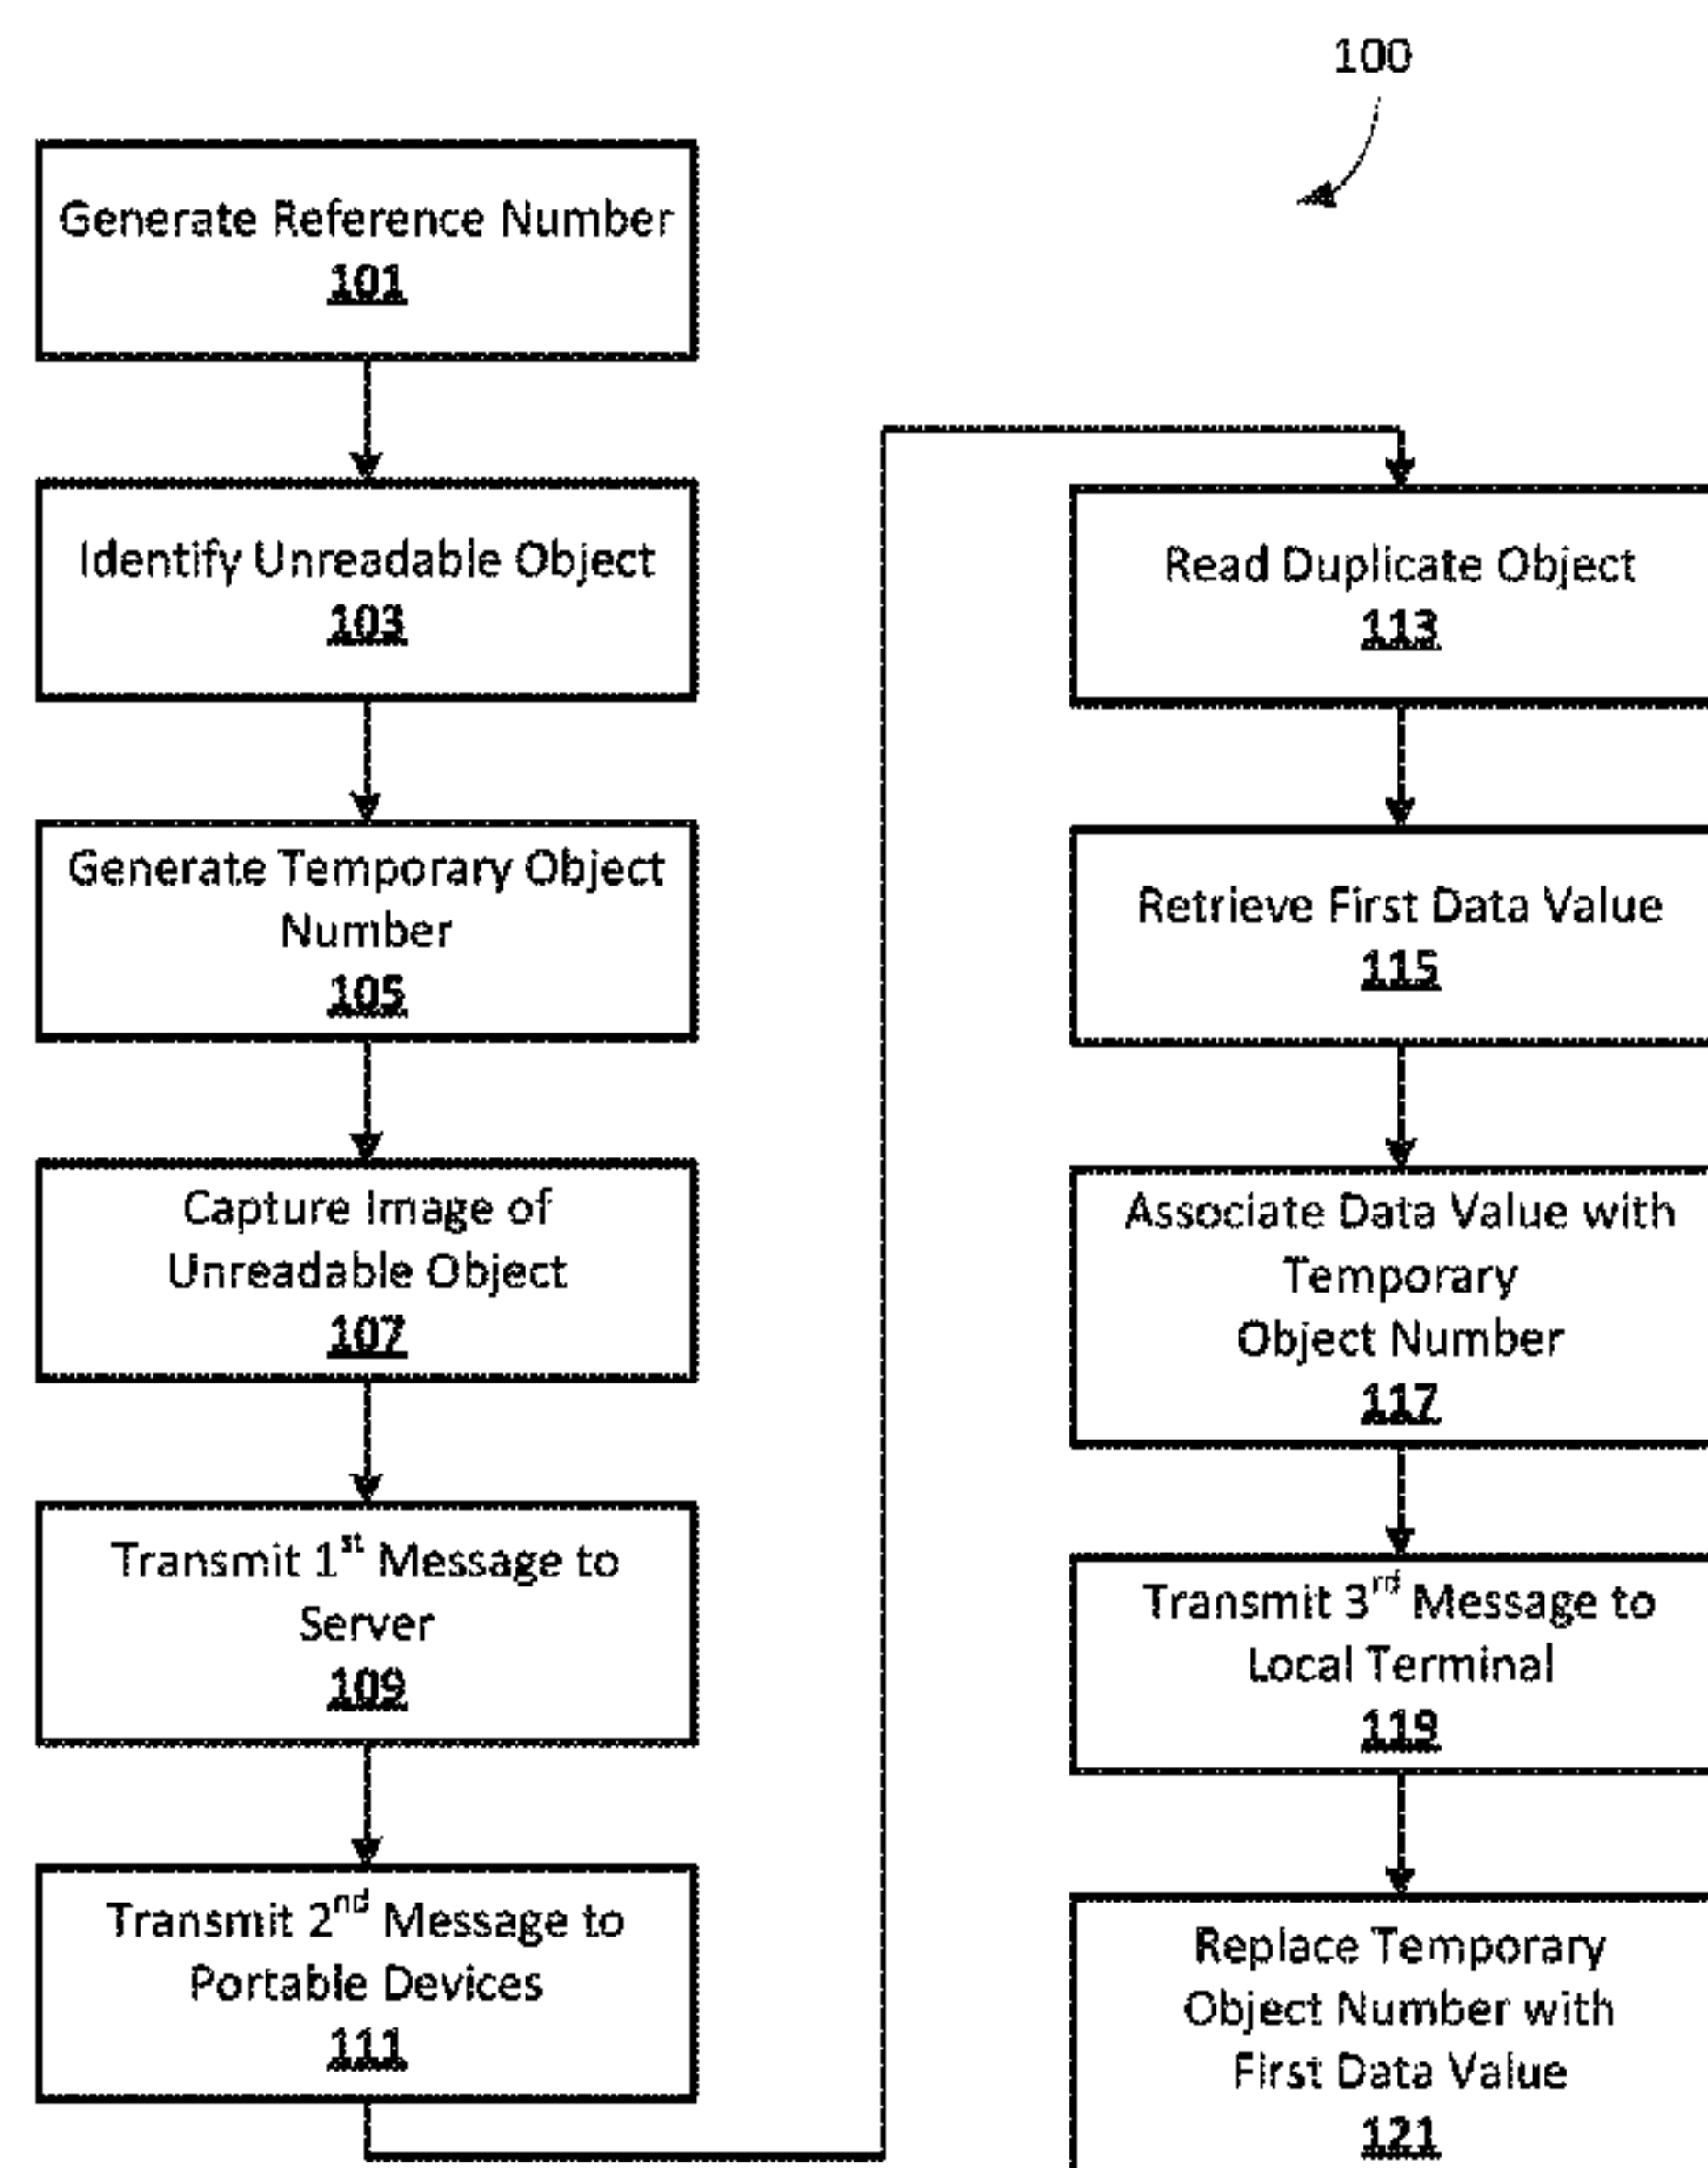 100
Generate Reference Number
101
Identify Unreadable Object
103
Generate Temporary Object
Number
105
Capture Image of
Unreadable Object
107
Transmit 1st Message to
Server
109
Transmit 2nd Message to
Portable Devices
111
Read Duplicate Object
113
Retrieve First Data Value
115
Associate Data Value with
Temporary
Object Number
117
Transmit 3rd Message to
Local Terminal
119
Replace Temporary
Object Number with
First Data Value
121